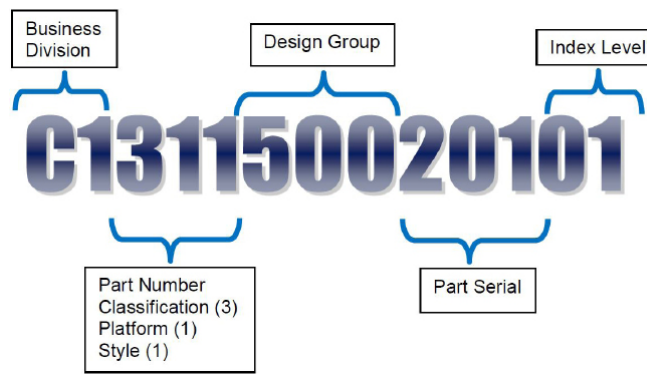 Business
Division
Design Group
Index Level
C131150020101
Part Number
Classification (3)
Platform (1)
Style (1)
Part Serial